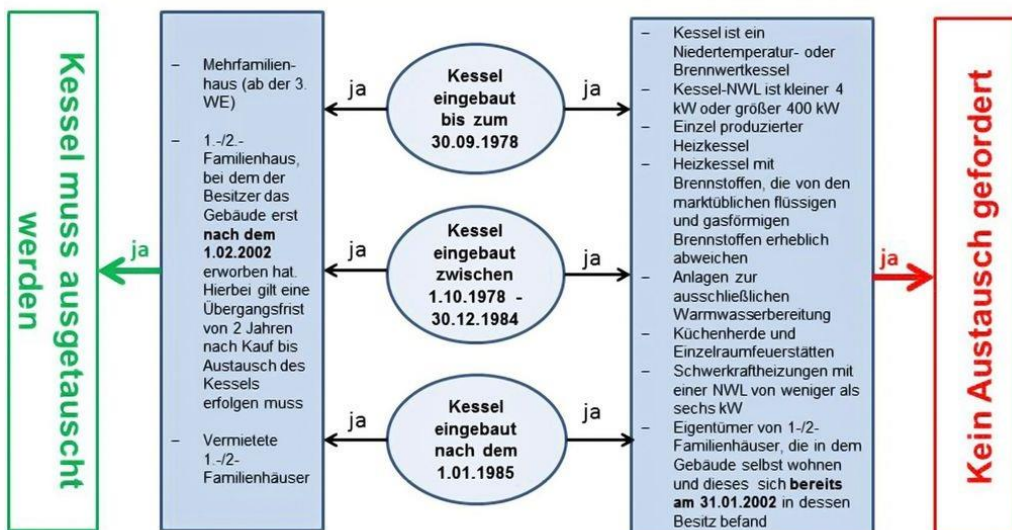 Kessel muss ausgetauscht
werden
ja
– Mehrfamilien-
haus (ab der 3.
WE)
– 1.-/2.-
Familienhaus,
bei dem der
Besitzer das
Gebäude erst
nach dem
1.02.2002
erworben hat.
Hierbei gilt eine
Übergangsfrist
von 2 Jahren
nach Kauf bis
Austausch des
Kessels
erfolgen muss
– Vermietete
1.-/2-
Familienhäuser
ja
Kessel
eingebaut
bis zum
30.09.1978
ja
ja
Kessel
eingebaut
zwischen
1.10.1978 -
30.12.1984
ja
ja
Kessel
eingebaut
nach dem
1.01.1985
ja
– Kessel ist ein
Niedertemperatur- oder
Brennwertkessel
– Kessel-NWL ist kleiner 4
kW oder größer 400 kW
– Einzel produzierter
Heizkessel
– Heizkessel mit
Brennstoffen, die von den
marktüblichen flüssigen
und gasförmigen
Brennstoffen erheblich
abweichen
– Anlagen zur
ausschließlichen
Warmwasserbereitung
– Küchenherde und
Einzelraumfeuerstätten
– Schwerkraftheizungen mit
einer NWL von weniger als
sechs kW
– Eigentümer von 1-/2-
Familienhäuser, die in dem
Gebäude selbst wohnen
und dieses sich bereits
am 31.01.2002 in dessen
Besitz befand
ja
Kein Austausch gefordert